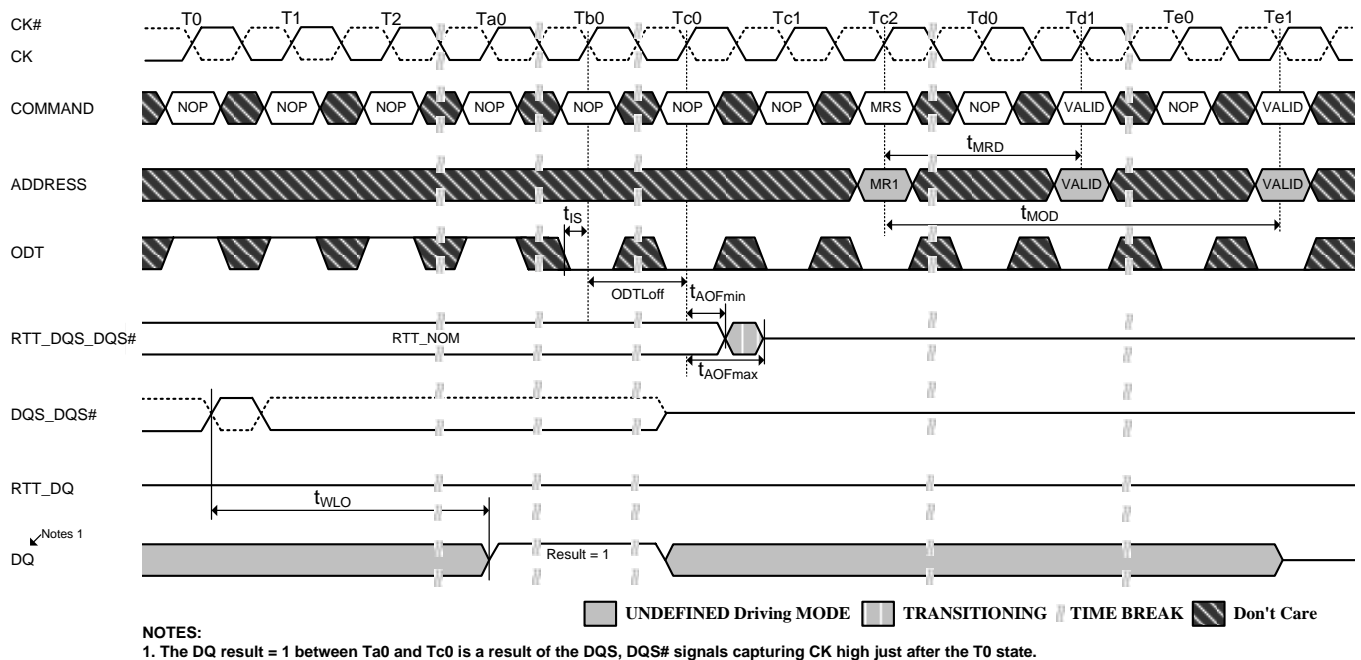 T0 T1 T2 Ta0 Tb0 Tc0 Tc1 Tc2 Td0 Td1 Te0 Te1
CK#
CK
COMMAND NOP NOP NOP NOP NOP NOP NOP MRS NOP VALID NOP VALID
tMRD
ADDRESS MR1 VALID VALID
tIS tMOD
ODT
ODTLoff tAOFmin
RTT_DQS_DQS# RTT_NOM
tAOFmax
DQS_DQS#
RTT_DQ
tWLO
Notes 1
DQ Result = 1
UNDEFINED Driving MODE TRANSITIONING TIME BREAK Don't Care
NOTES:
1. The DQ result = 1 between Ta0 and Tc0 is a result of the DQS, DQS# signals capturing CK high just after the T0 state.